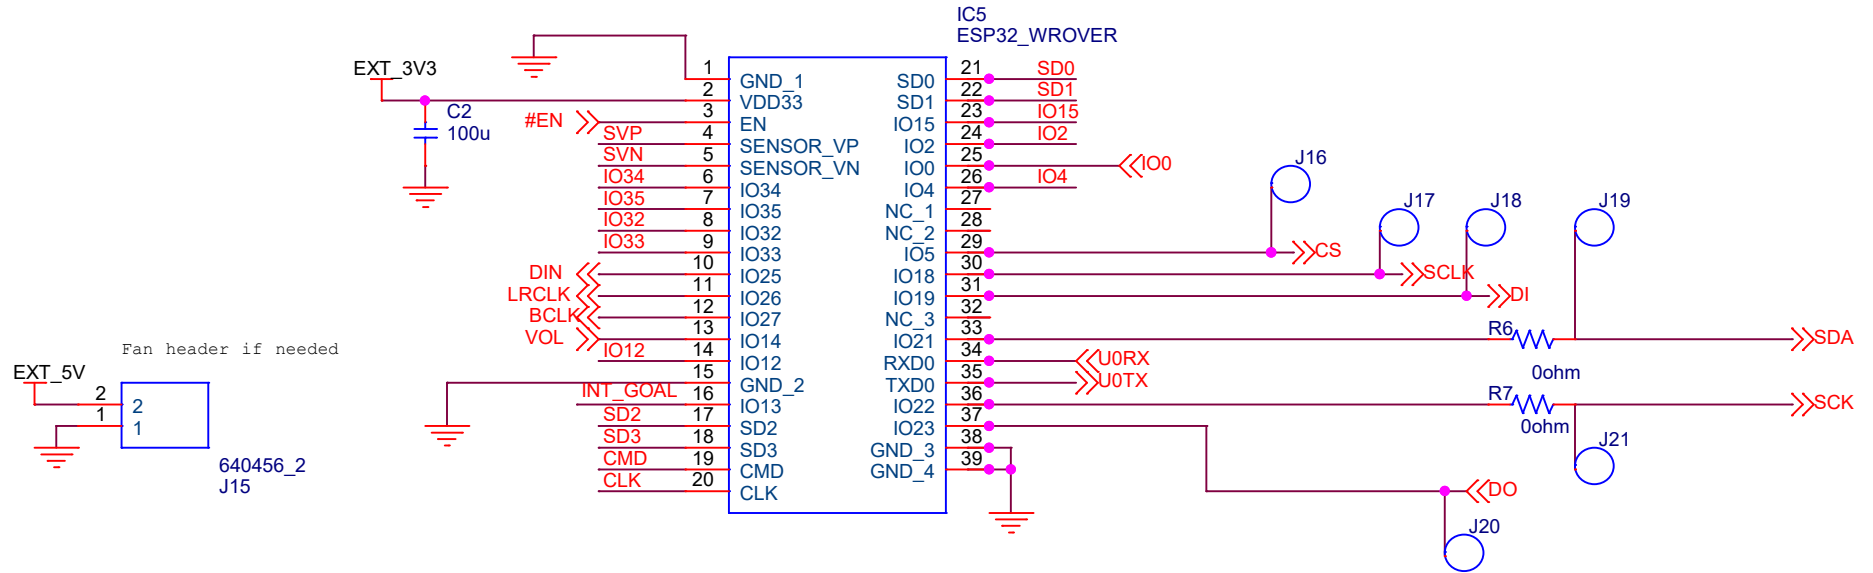 IC5
ESP32_WROVER
EXT_3V3
C2
100u
#EN
SVP
SVN
IO34
IO35
IO32
IO33
DIN
LRCLK
BCLK
VOL
IO12
INT_GOAL
SD2
SD3
CMD
CLK
1 GND_1
2 VDD33
3 EN
4 SENSOR_VP
5 SENSOR_VN
6 IO34
7 IO35
8 IO32
9 IO33
10 IO25
11 IO26
12 IO27
13 IO14
14 IO12
15 GND_2
16 IO13
17 SD2
18 SD3
19 CMD
20 CLK
SD0 21 SD0
SD1 22 SD1
IO15 23 IO15
IO2 24 IO2
IO0 25 IO0
IO4 26 IO4
NC_1 27
NC_2 28
IO5 29 CS
IO18 30 SCLK
IO19 31 DI
NC_3 32
IO21 33 SDA
RXD0 34 U0RX
TXD0 35 U0TX
IO22 36 SCK
IO23 37 DO
GND_3 38
GND_4 39
J16
J17
J18
J19
R6
0ohm
R7
0ohm
J21
J20
Fan header if needed
EXT_5V
2 2
1 1
640456_2
J15